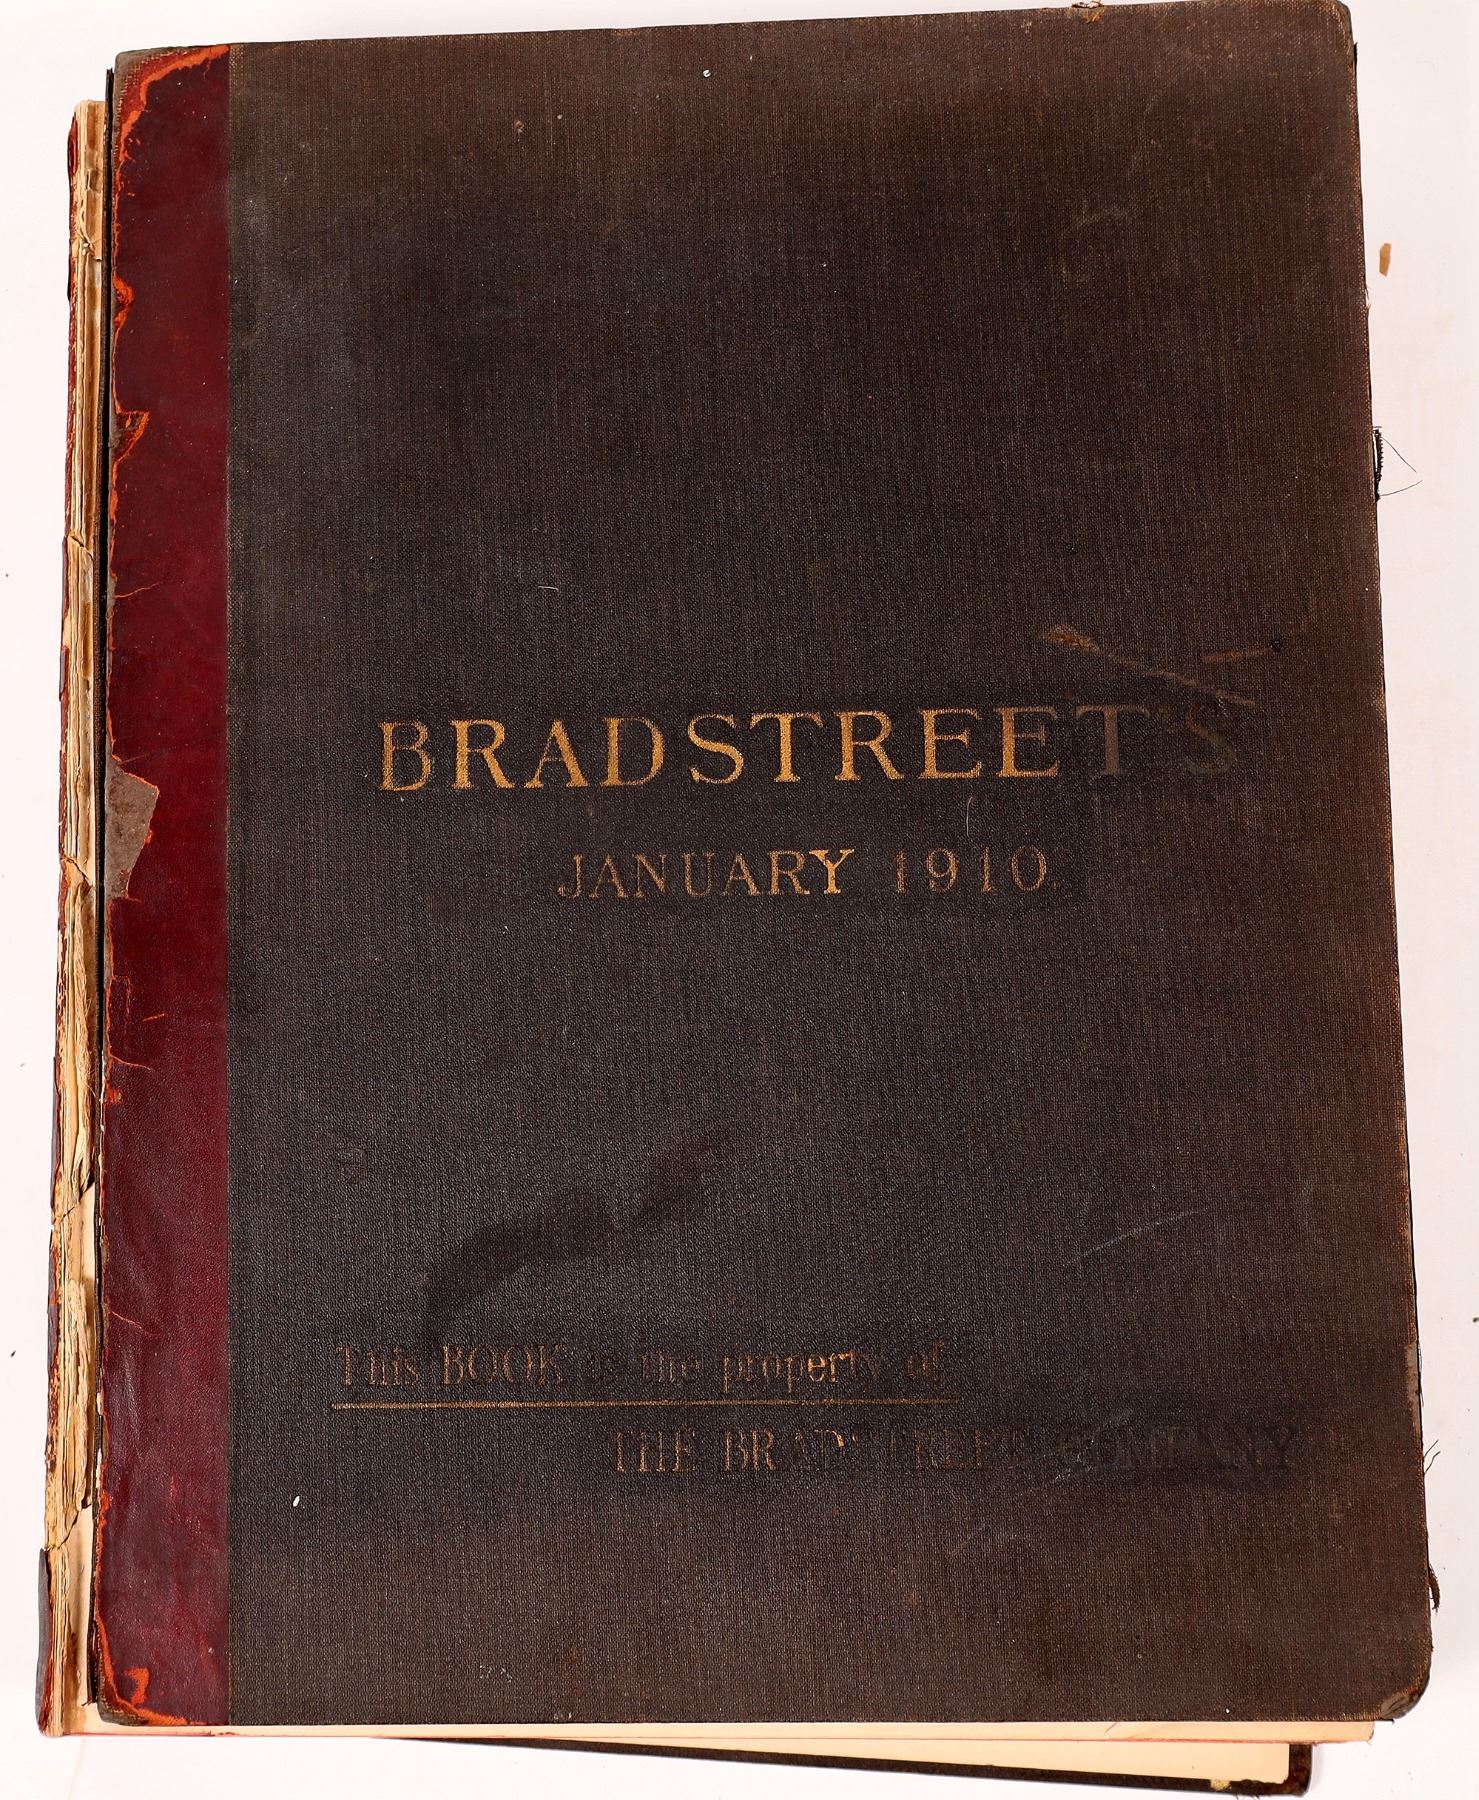 BRADSTREET'S
JANUARY 1910.
This BOOK is the property of
THE BRADSTREET COMPANY